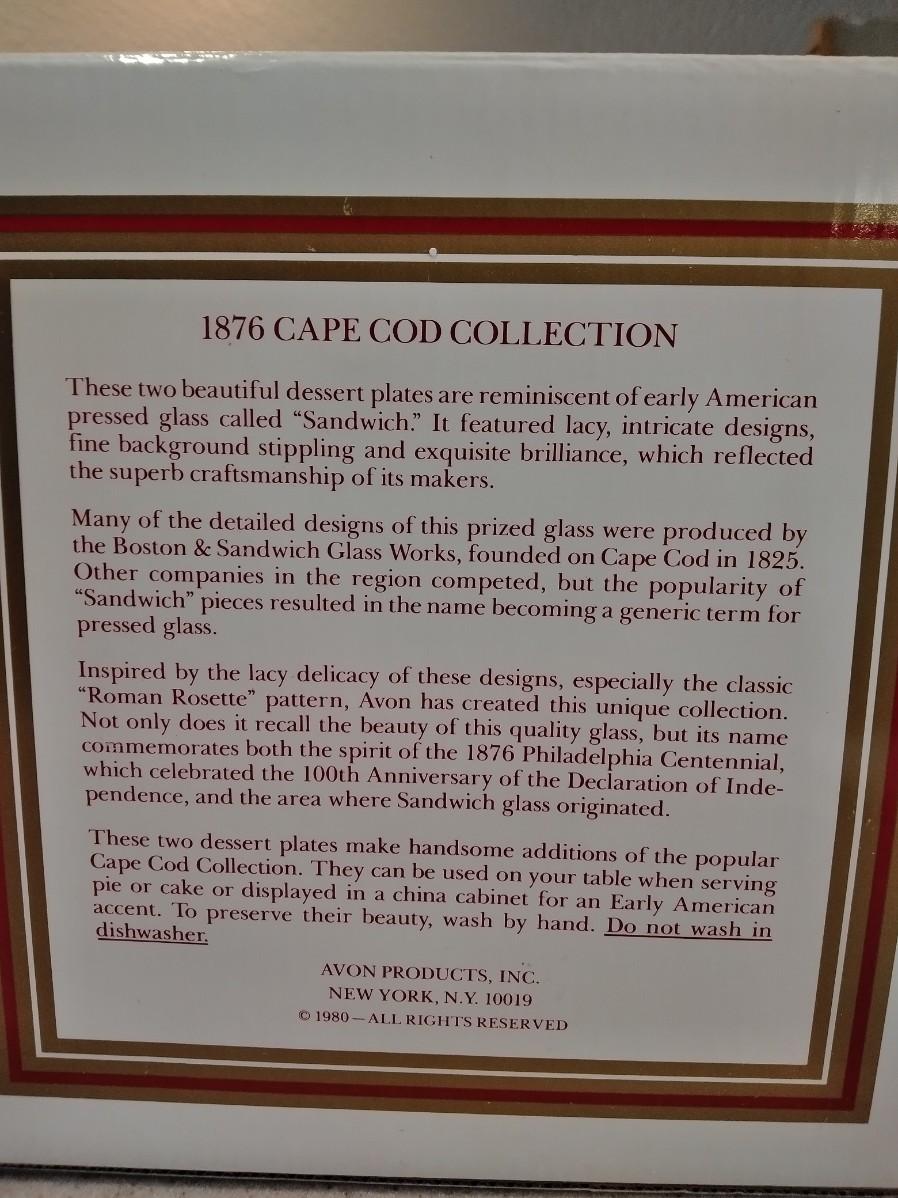 1876 CAPE COD COLLECTION
These two beautiful dessert plates are reminiscent of early American
pressed glass called “Sandwich.” It featured lacy, intricate designs,
fine background stippling and exquisite brilliance, which reflected
the superb craftsmanship of its makers.
Many of the detailed designs of this prized glass were produced by
the Boston & Sandwich Glass Works, founded on Cape Cod in 1825.
Other companies in the region competed, but the popularity of
“Sandwich” pieces resulted in the name becoming a generic term for
pressed glass.
Inspired by the lacy delicacy of these designs, especially the classic
“Roman Rosette” pattern, Avon has created this unique collection.
Not only does it recall the beauty of this quality glass, but its name
commemorates both the spirit of the 1876 Philadelphia Centennial,
which celebrated the 100th Anniversary of the Declaration of Inde-
pendence, and the area where Sandwich glass originated.
These two dessert plates make handsome additions of the popular
Cape Cod Collection. They can be used on your table when serving
pie or cake or displayed in a china cabinet for an Early American
accent. To preserve their beauty, wash by hand. Do not wash in
dishwasher.
AVON PRODUCTS, INC.
NEW YORK, N.Y. 10019
© 1980—ALL RIGHTS RESERVED